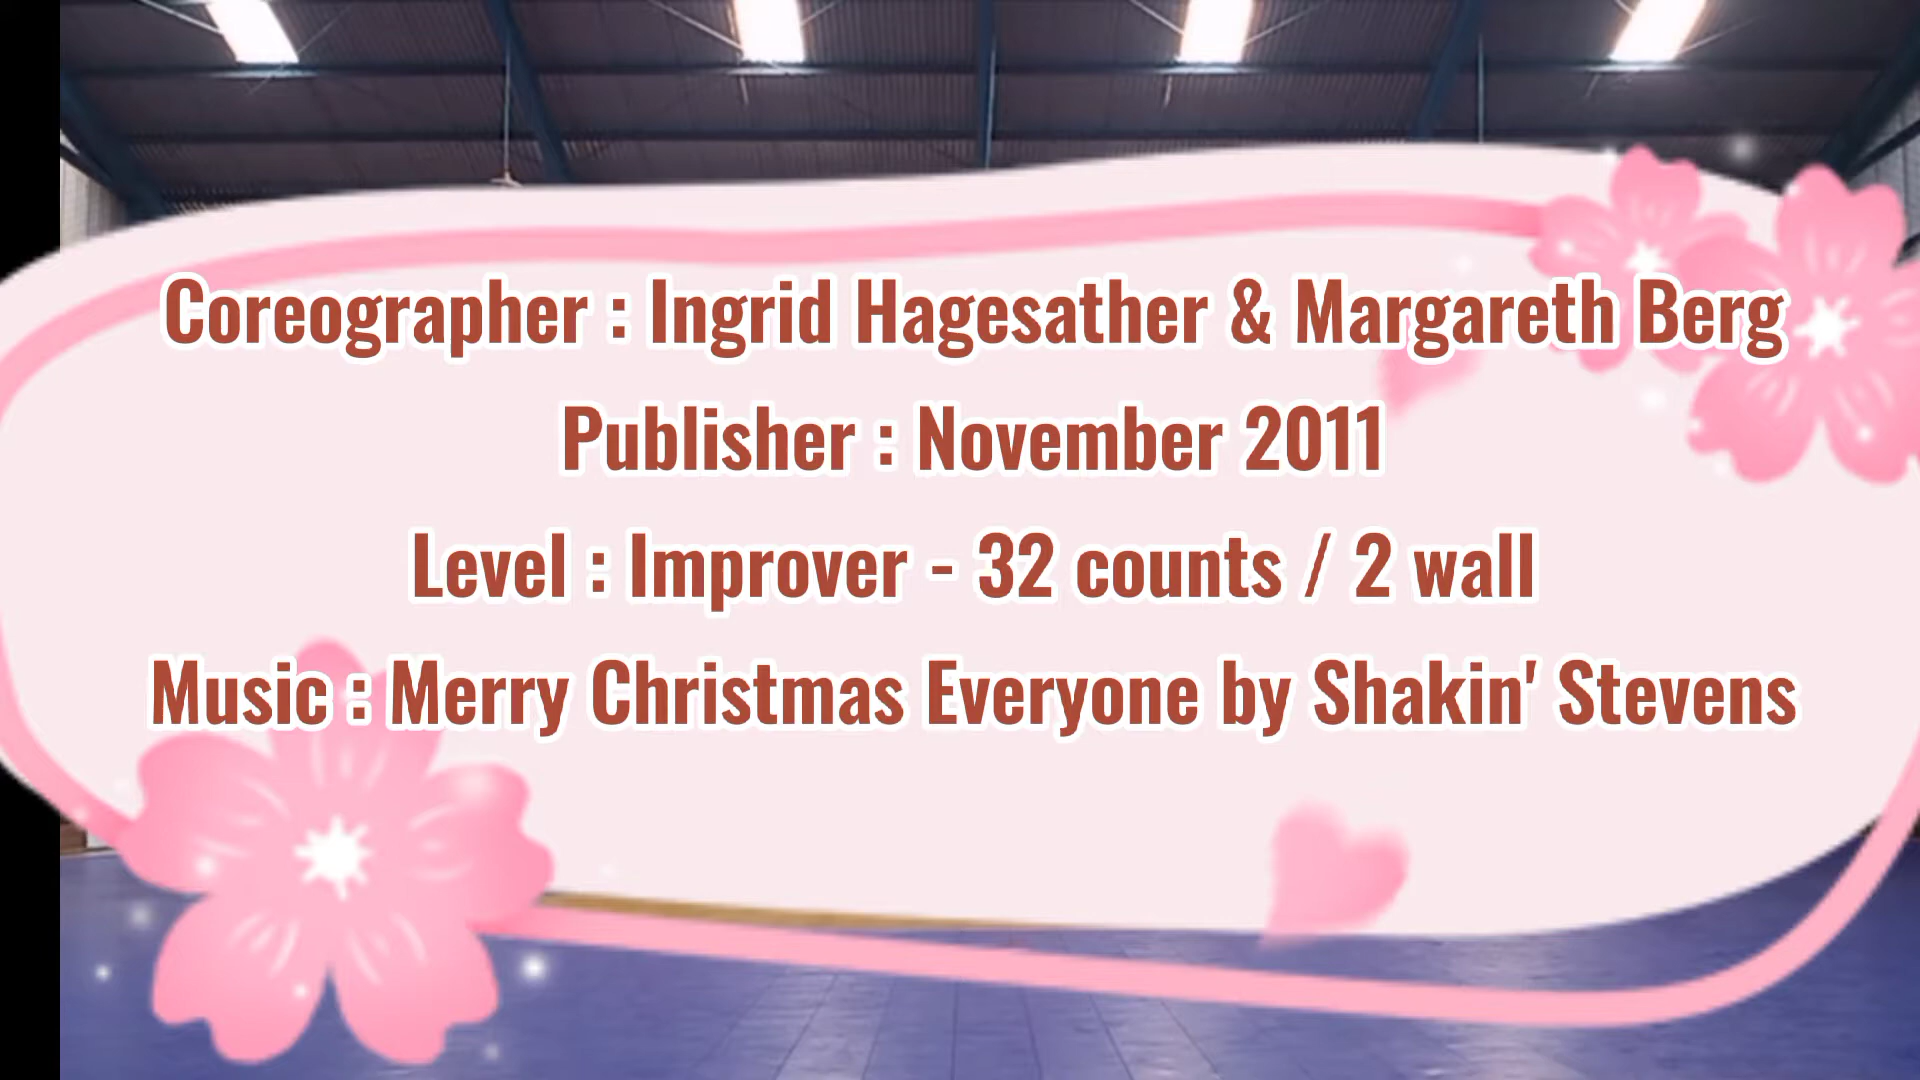 Coreographer : Ingrid Hagesather & Margareth Berg
Publisher : November 2011
Level : Improver - 32 counts / 2 wall
Music : Merry Christmas Everyone by Shakin' Stevens